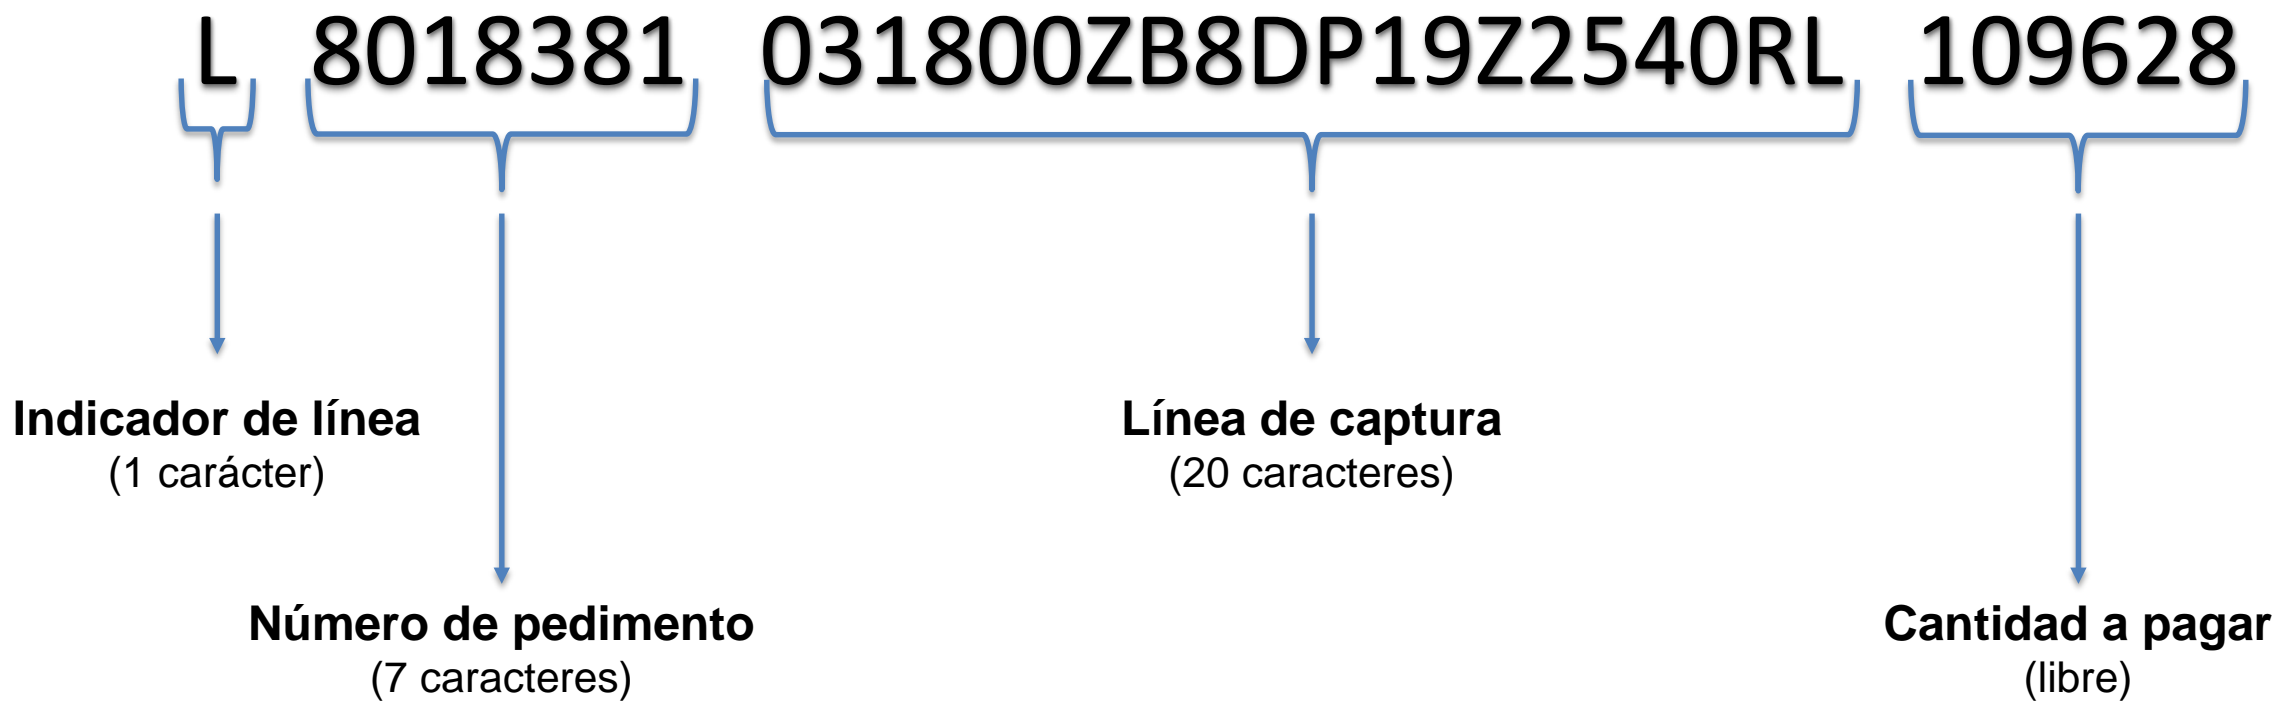 L 8018381 031800ZB8DP19Z2540RL 109628
Indicador de línea
(1 carácter)
Línea de captura
(20 caracteres)
Número de pedimento
(7 caracteres)
Cantidad a pagar
(libre)